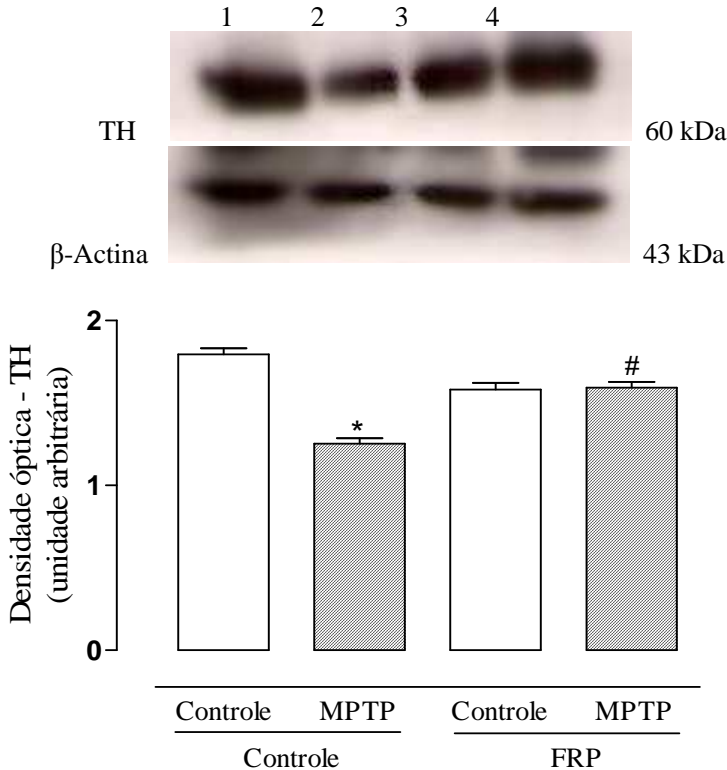 1 2 3 4
TH 60 kDa
β-Actina 43 kDa
Densidade óptica - TH
(unidade arbitrária)
2
1
0
*
#
Controle MPTP Controle MPTP
Controle FRP